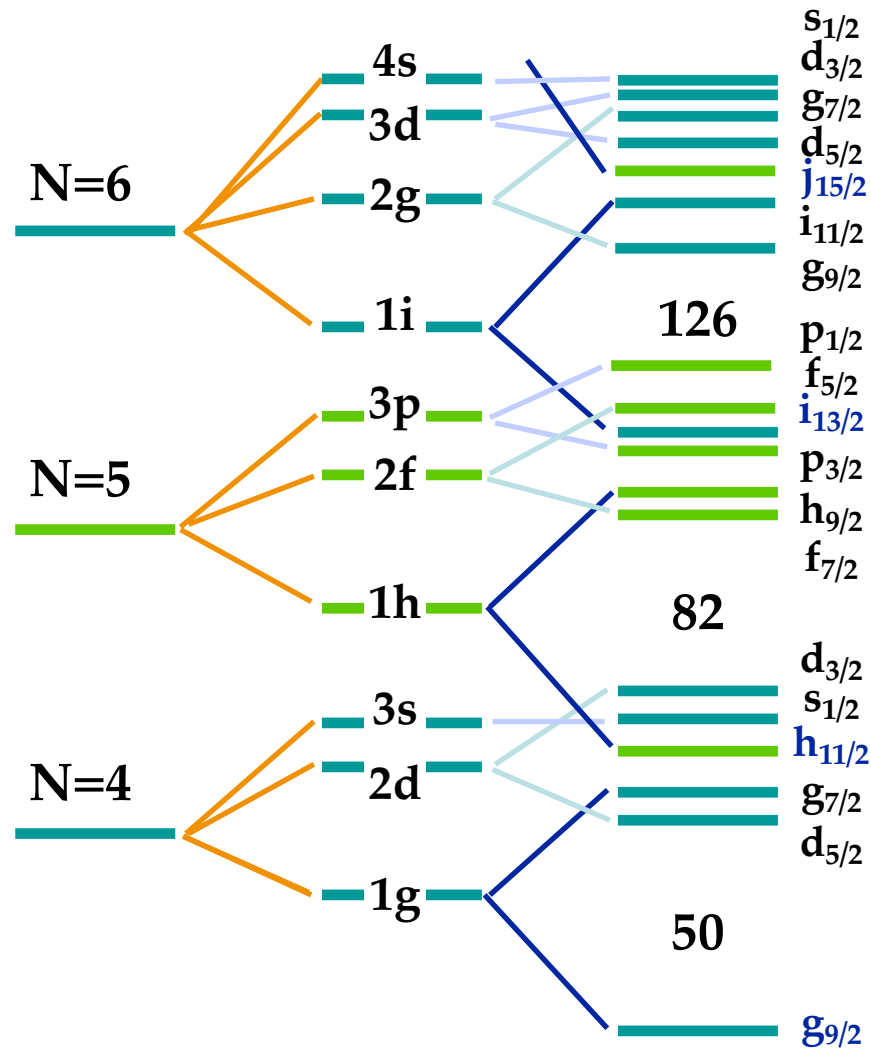 s1/2
4s
d3/2
3d
g7/2
d5/2
N=6
2g
j15/2
i11/2
g9/2
1i
126
p1/2
3p
f5/2
i13/2
N=5
2f
p3/2
h9/2
f7/2
1h
82
d3/2
3s
s1/2
h11/2
N=4
2d
g7/2
d5/2
1g
50
g9/2